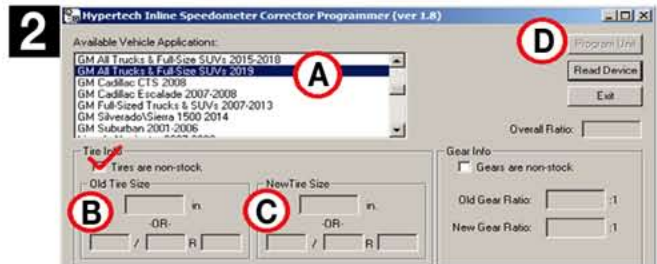 2
Hypertech Inline Speedometer Corrector Programmer (ver 1.8)
Available Vehicle Applications:
GM All Trucks & Full-Size SUVs 2015-2018
GM All Trucks & Full-Size SUVs 2019
GM Cadillac CTS 2008
GM Cadillac Escalade 2007-2008
GM Full-Sized Trucks & SUVs 2007-2013
GM Silverado\Sierra 1500 2014
GM Suburban 2001-2006
A
D
Program Unit
Read Device
Exit
Overall Ratio:
Tire Info
Tires are non-stock
Old Tire Size
B
in.
-OR-
/ R
NewTire Size
C
in.
-OR-
/ R
Gear Info
Gears are non-stock
Old Gear Ratio: :1
New Gear Ratio: :1